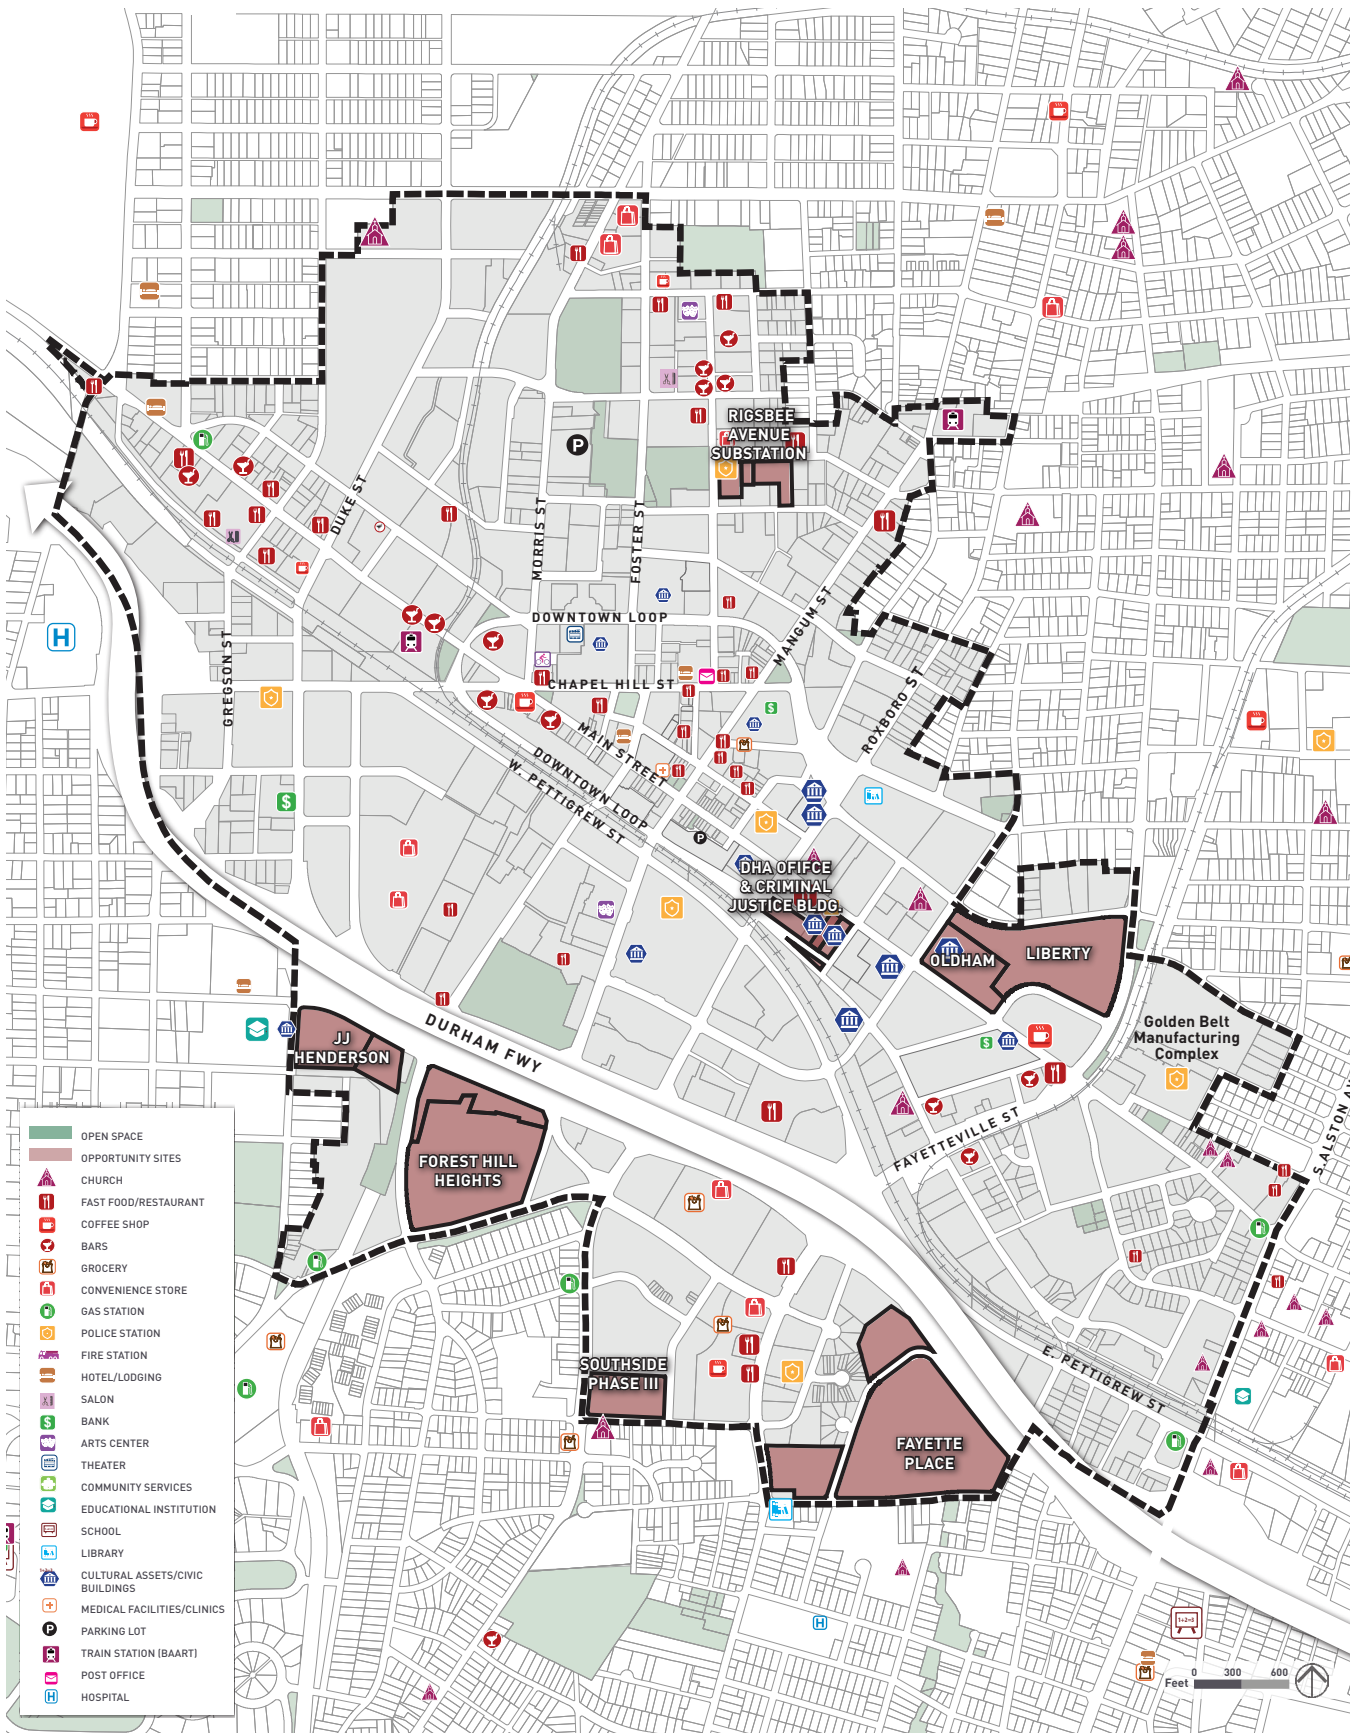 RIGSBEE
AVENUE
SUBSTATION
DUKE ST
MORRIS ST
FOSTER ST
DOWNTOWN LOOP
MANGUM ST
GREGSON ST
CHAPEL HILL ST
ROXBORO ST
MAIN STREET
DOWNTOWN LOOP
W. PETTIGREW ST
DHA OFIFCE
& CRIMINAL
JUSTICE BLDG.
OLDHAM
LIBERTY
JJ
HENDERSON
DURHAM FWY
Golden Belt
Manufacturing
Complex
FAYETTEVILLE ST
S.ALSTON A
FOREST HILL
HEIGHTS
SOUTHSIDE
PHASE III
E. PETTIGREW ST
FAYETTE
PLACE
OPEN SPACE
OPPORTUNITY SITES
CHURCH
FAST FOOD/RESTAURANT
COFFEE SHOP
BARS
GROCERY
CONVENIENCE STORE
GAS STATION
POLICE STATION
FIRE STATION
HOTEL/LODGING
SALON
BANK
ARTS CENTER
THEATER
COMMUNITY SERVICES
EDUCATIONAL INSTITUTION
SCHOOL
LIBRARY
CULTURAL ASSETS/CIVIC
BUILDINGS
MEDICAL FACILITIES/CLINICS
PARKING LOT
TRAIN STATION (BAART)
POST OFFICE
HOSPITAL
0 300 600
Feet